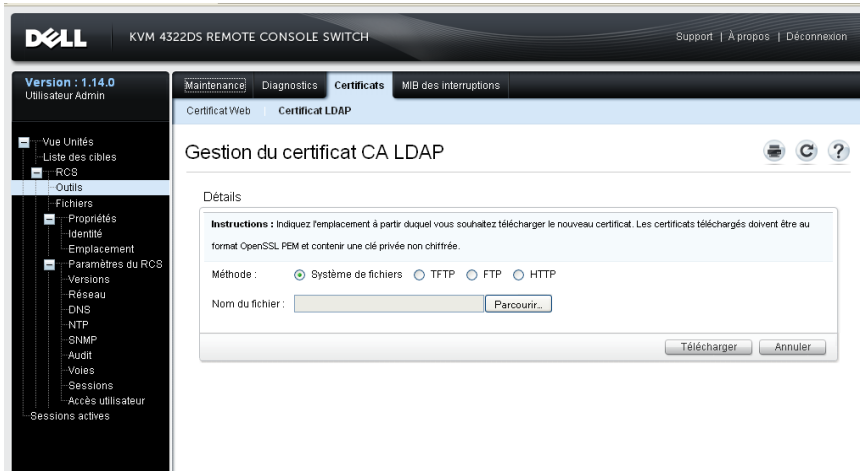 DELL
KVM 4322DS REMOTE CONSOLE SWITCH
Support | À propos | Déconnexion
Version : 1.14.0
Utilisateur Admin
Maintenance Diagnostics Certificats MIB des interruptions
Certificat Web Certificat LDAP
Vue Unités
Liste des cibles
RCS
Outils
Fichiers
Propriétés
Identité
Emplacement
Paramètres du RCS
Versions
Réseau
DNS
NTP
SNMP
Audit
Voies
Sessions
Accès utilisateur
Sessions actives
Gestion du certificat CA LDAP
Détails
Instructions : Indiquez l'emplacement à partir duquel vous souhaitez télécharger le nouveau certificat. Les certificats téléchargés doivent être au
format OpenSSL PEM et contenir une clé privée non chiffrée.
Méthode : Système de fichiers TFTP FTP HTTP
Nom du fichier : Parcourir...
Télécharger Annuler